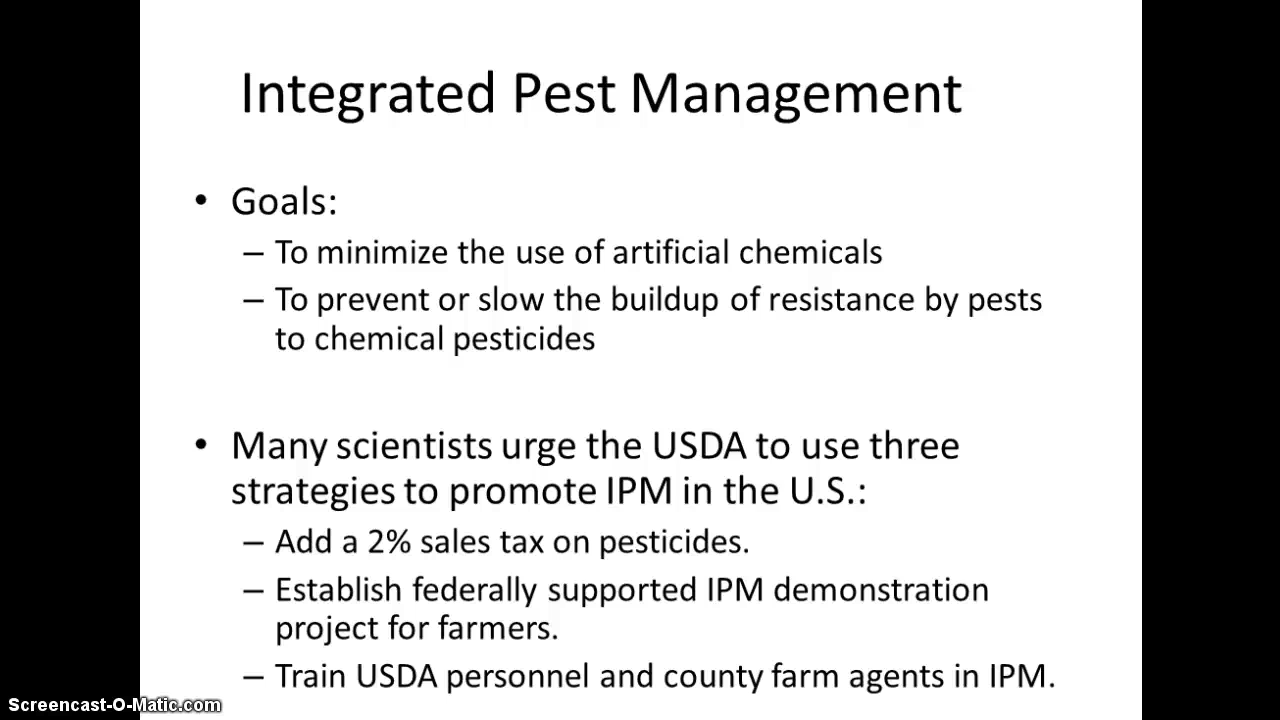 Integrated Pest Management
• Goals:
– To minimize the use of artificial chemicals
– To prevent or slow the buildup of resistance by pests
to chemical pesticides
• Many scientists urge the USDA to use three
strategies to promote IPM in the U.S.:
– Add a 2% sales tax on pesticides.
– Establish federally supported IPM demonstration
project for farmers.
– Train USDA personnel and county farm agents in IPM.
Screencast-O-Matic.com